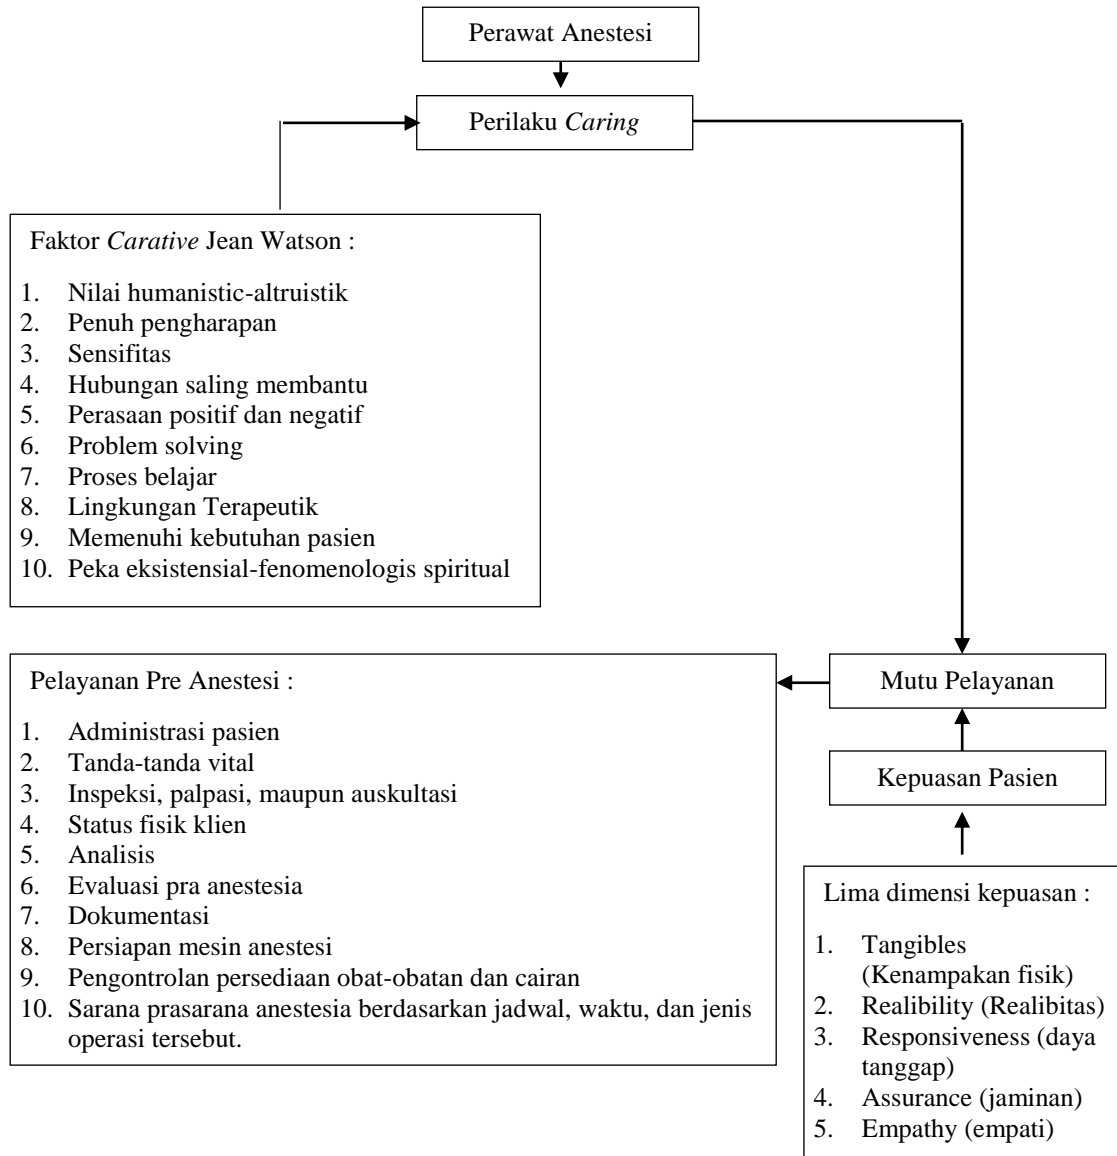 Perawat Anestesi
Perilaku Caring
Faktor Carative Jean Watson :
1. Nilai humanistic-altruistik
2. Penuh pengharapan
3. Sensifitas
4. Hubungan saling membantu
5. Perasaan positif dan negatif
6. Problem solving
7. Proses belajar
8. Lingkungan Terapeutik
9. Memenuhi kebutuhan pasien
10. Peka eksistensial-fenomenologis spiritual
Pelayanan Pre Anestesi :
1. Administrasi pasien
2. Tanda-tanda vital
3. Inspeksi, palpasi, maupun auskultasi
4. Status fisik klien
5. Analisis
6. Evaluasi pra anestesia
7. Dokumentasi
8. Persiapan mesin anestesi
9. Pengontrolan persediaan obat-obatan dan cairan
10. Sarana prasarana anestesia berdasarkan jadwal, waktu, dan jenis
operasi tersebut.
Mutu Pelayanan
Kepuasan Pasien
Lima dimensi kepuasan :
1. Tangibles
(Kenampakan fisik)
2. Realibility (Realibitas)
3. Responsiveness (daya
tanggap)
4. Assurance (jaminan)
5. Empathy (empati)